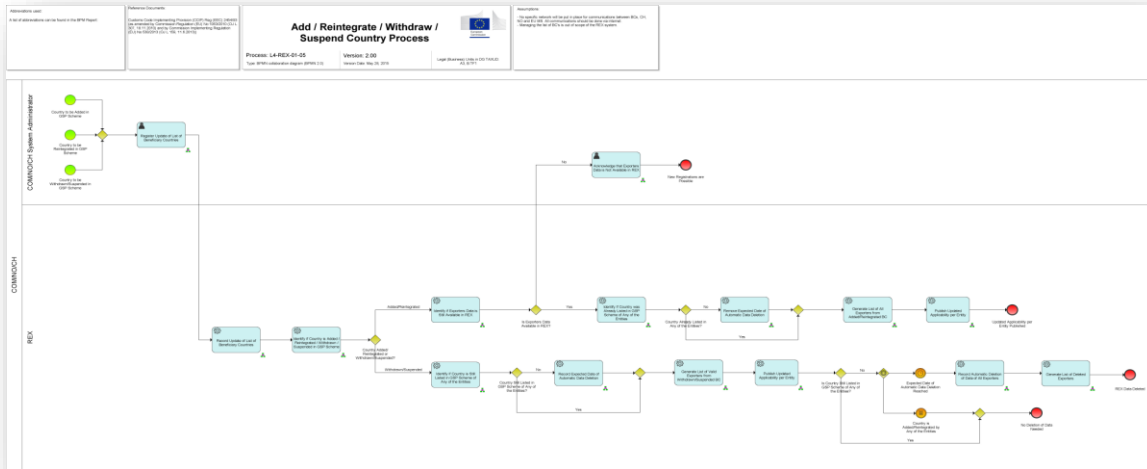 Abbreviations used:
A list of abbreviations can be found in the BPM Report
Reference Documents:
Add / Reintegrate / Withdraw /
Suspend Country Process
Process: L4-REX-01-05
Version: 2.00
Type: BPMN collaboration diagram (BPMN 2.0)
Assumptions:
COM/NO/CH
COM/NO/CH System Administrator
Country to be Added in
GSP Scheme
Country to be
Reintegrated in GSP
Scheme
Country to be
Withdrawn/Suspended in
GSP Scheme
Register Update of List of
Beneficiary Countries
No
Acknowledge that Exporters
Data is Not Available in REX
New Registrations are
Possible
REX
Record Update of List of
Beneficiary Countries
Identify if Country is Added /
Reintegrated / Withdrawn /
Suspended in GSP Scheme
Country Added/
Reintegrated or
Withdrawn/Suspended?
Added/Reintegrated
Identify if Exporters Data is
Still Available in REX
Is Exporters Data
Available in REX?
Yes
Identify if Country was
Already Listed in GSP
Scheme of Any of the
Entities
Country Already Listed in
Any of the Entities?
No
Remove Expected Date of
Automatic Data Deletion
Yes
Generate List of All
Exporters from
Added/Reintegrated BC
Publish Updated
Applicability per Entity
Updated Applicability per
Entity Published
Withdrawn/Suspended
Identify if Country is Still
Listed in GSP Scheme of Any
of the Entities
Country Still Listed in
GSP Scheme of Any of
the Entities?
No
Record Expected Date of
Automatic Data Deletion
Yes
Generate List of Valid
Exporters from
Withdrawn/Suspended BC
Publish Updated
Applicability per Entity
Is Country Still Listed in
GSP Scheme of Any of
the Entities?
No
Expected Date of
Automatic Data Deletion
Reached
Record Automatic Deletion
of Data of All Exporters
Generate List of Deleted
Exporters
REX Data Deleted
Country is
Added/Reintegrated by
Any of the Entities
No Deletion of Data
Needed
Yes